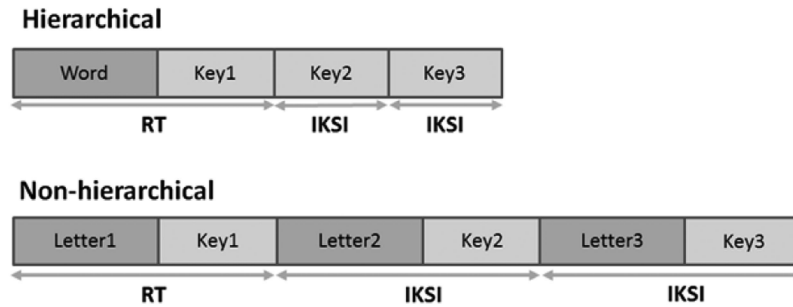 Hierarchical
Word Key1 Key2 Key3
RT IKSI IKSI
Non-hierarchical
Letter1 Key1 Letter2 Key2 Letter3 Key3
RT IKSI IKSI